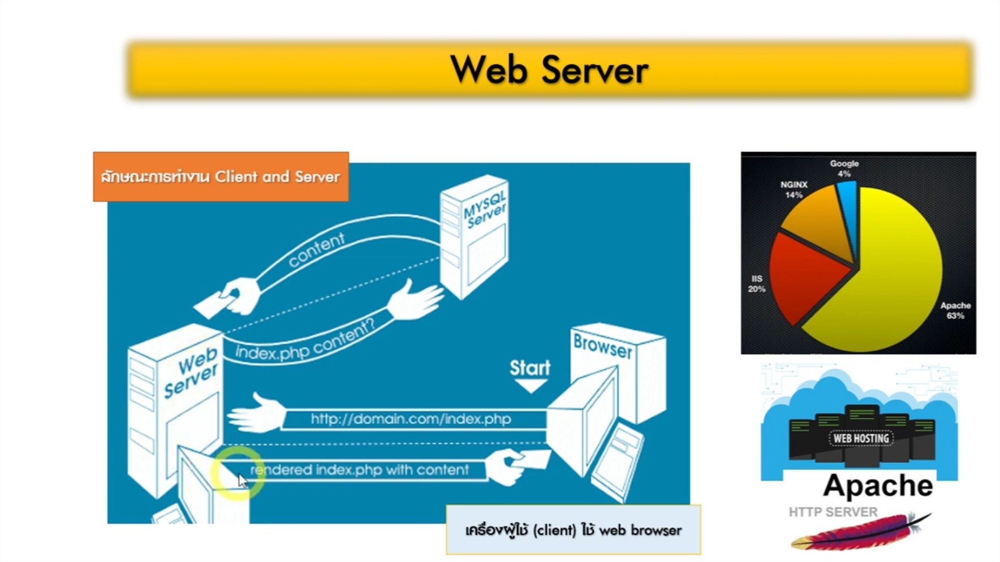 Web Server
ลักษณะการทำงาน Client and Server
MYSQL
Server
content
index.php content?
Web
Server
Browser
Start
http://domain.com/index.php
rendered index.php with content
เครื่องผู้ใช้ (client) ใช้ web browser
Google
4%
NGINX
14%
IIS
20%
Apache
63%
WEB HOSTING
Apache
HTTP SERVER